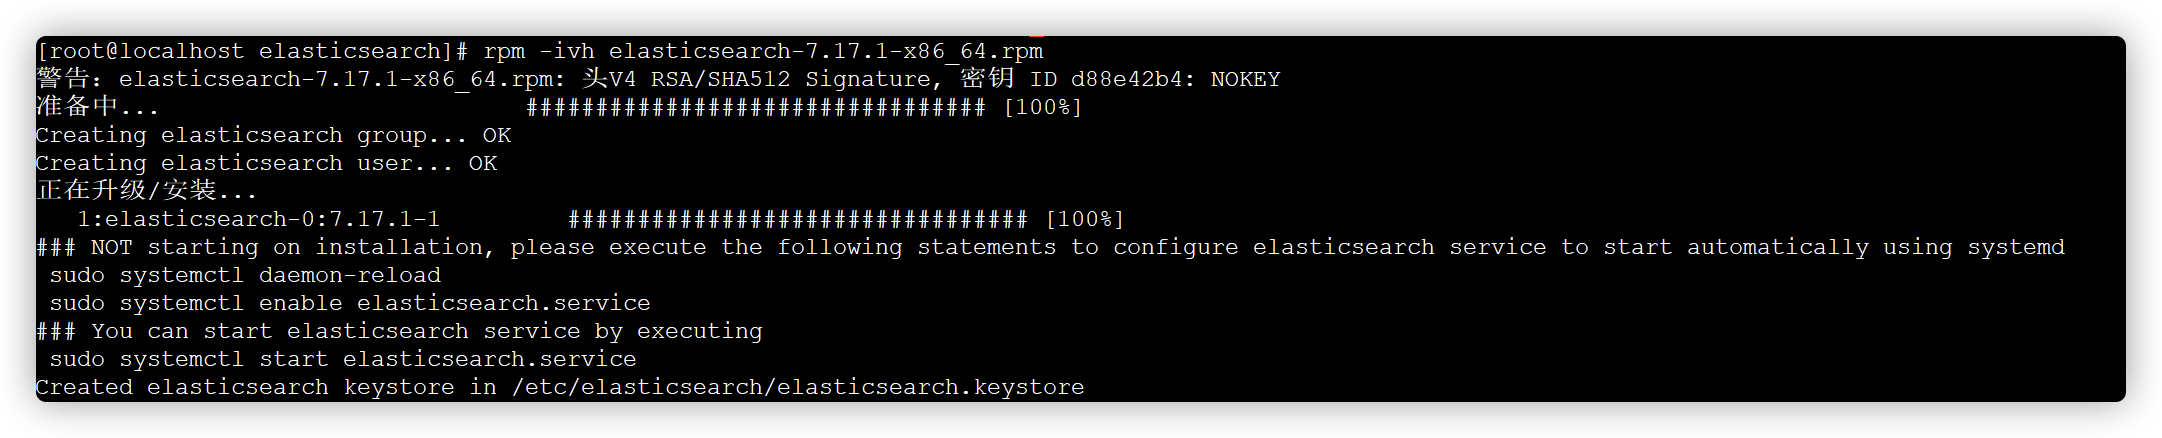 [root@localhost elasticsearch]# rpm -ivh elasticsearch-7.17.1-x86_64.rpm
警告：elasticsearch-7.17.1-x86_64.rpm: 头V4 RSA/SHA512 Signature, 密钥 ID d88e42b4: NOKEY
准备中...                          ################################# [100%]
Creating elasticsearch group... OK
Creating elasticsearch user... OK
正在升级/安装...
   1:elasticsearch-0:7.17.1-1         ################################# [100%]
### NOT starting on installation, please execute the following statements to configure elasticsearch service to start automatically using systemd
 sudo systemctl daemon-reload
 sudo systemctl enable elasticsearch.service
### You can start elasticsearch service by executing
 sudo systemctl start elasticsearch.service
Created elasticsearch keystore in /etc/elasticsearch/elasticsearch.keystore